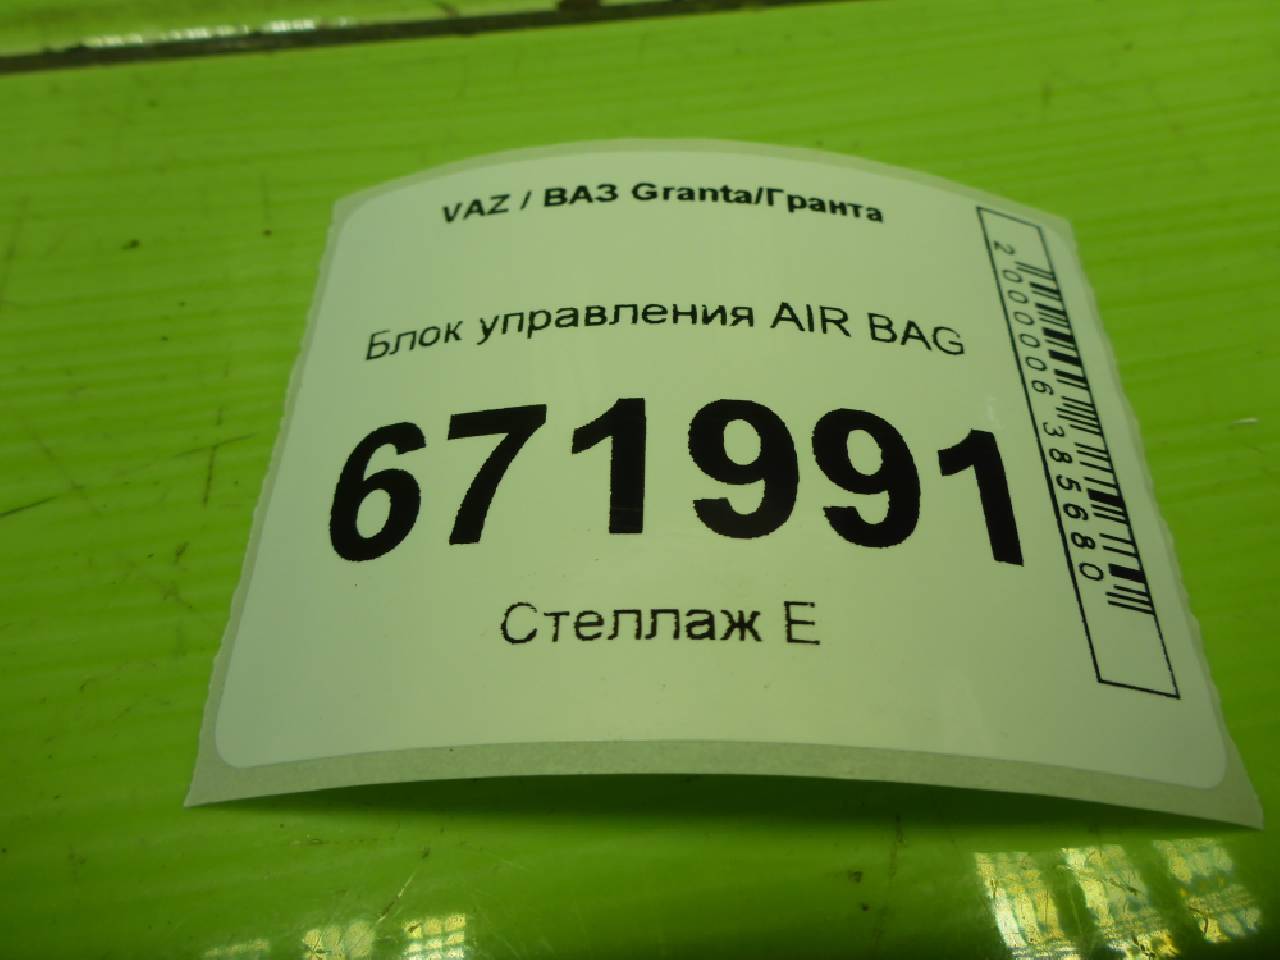 VAZ / ВАЗ Granta/Гранта
Блок управления AIR BAG
671991
Стеллаж E
2000006385680